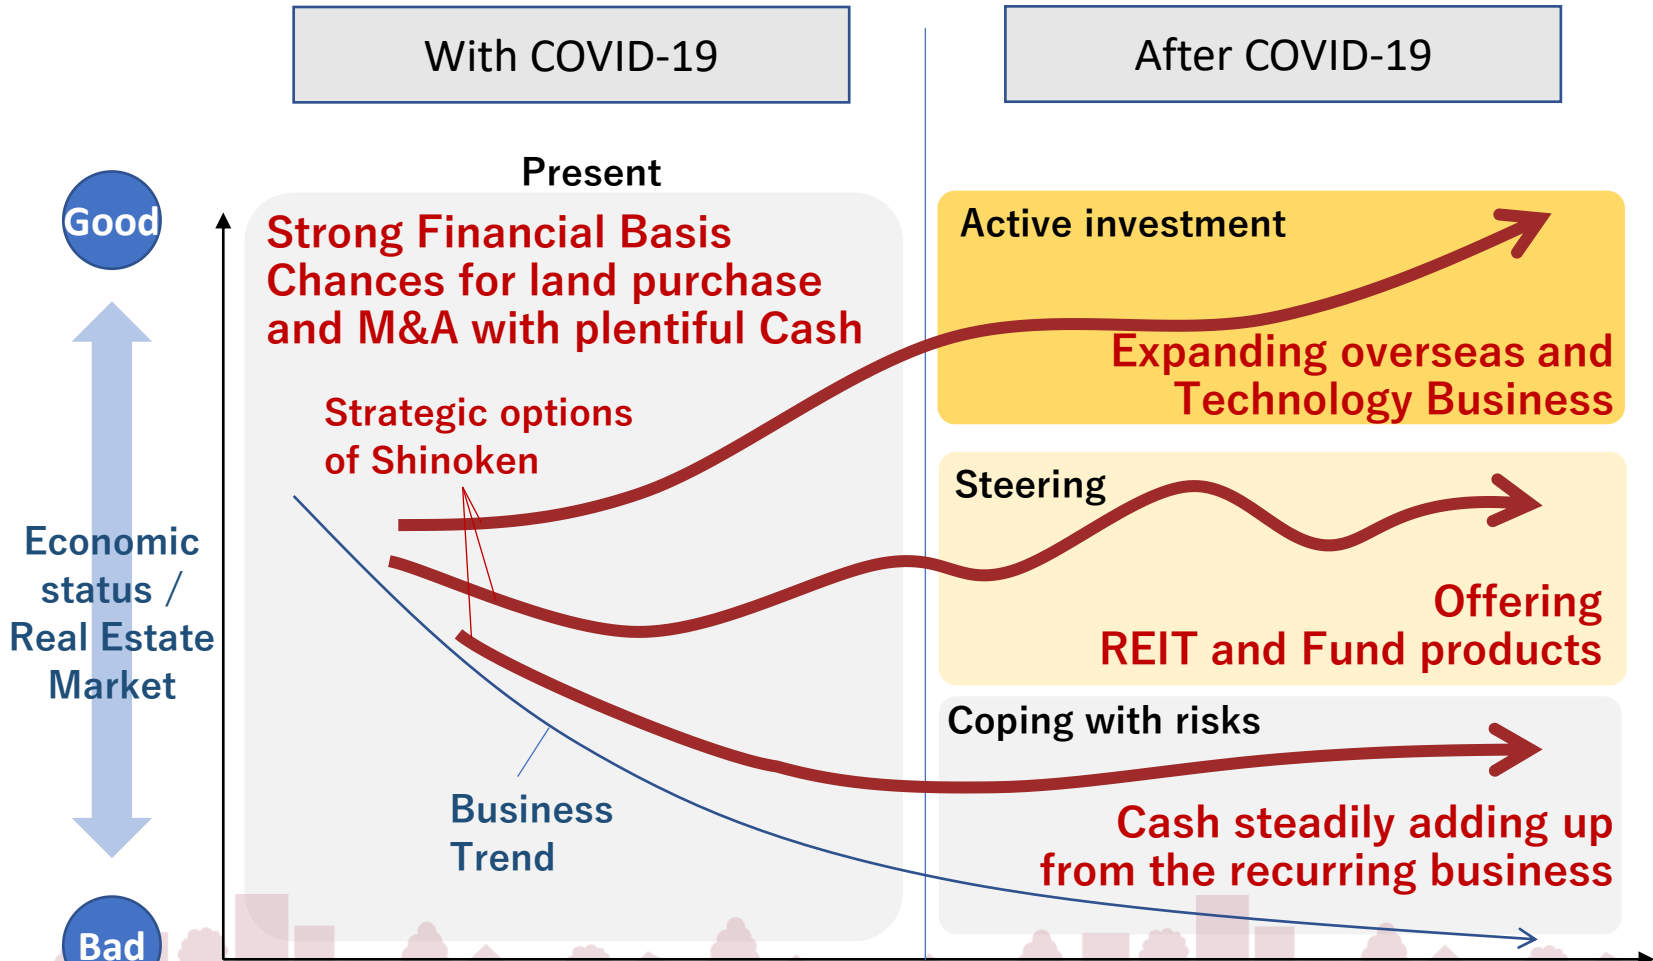 With COVID-19
After COVID-19
Present
Good
Strong Financial Basis
Chances for land purchase
and M&A with plentiful Cash
Strategic options
of Shinoken
Economic
status /
Real Estate
Market
Business
Trend
Bad
Active investment
Expanding overseas and
Technology Business
Steering
Offering
REIT and Fund products
Coping with risks
Cash steadily adding up
from the recurring business